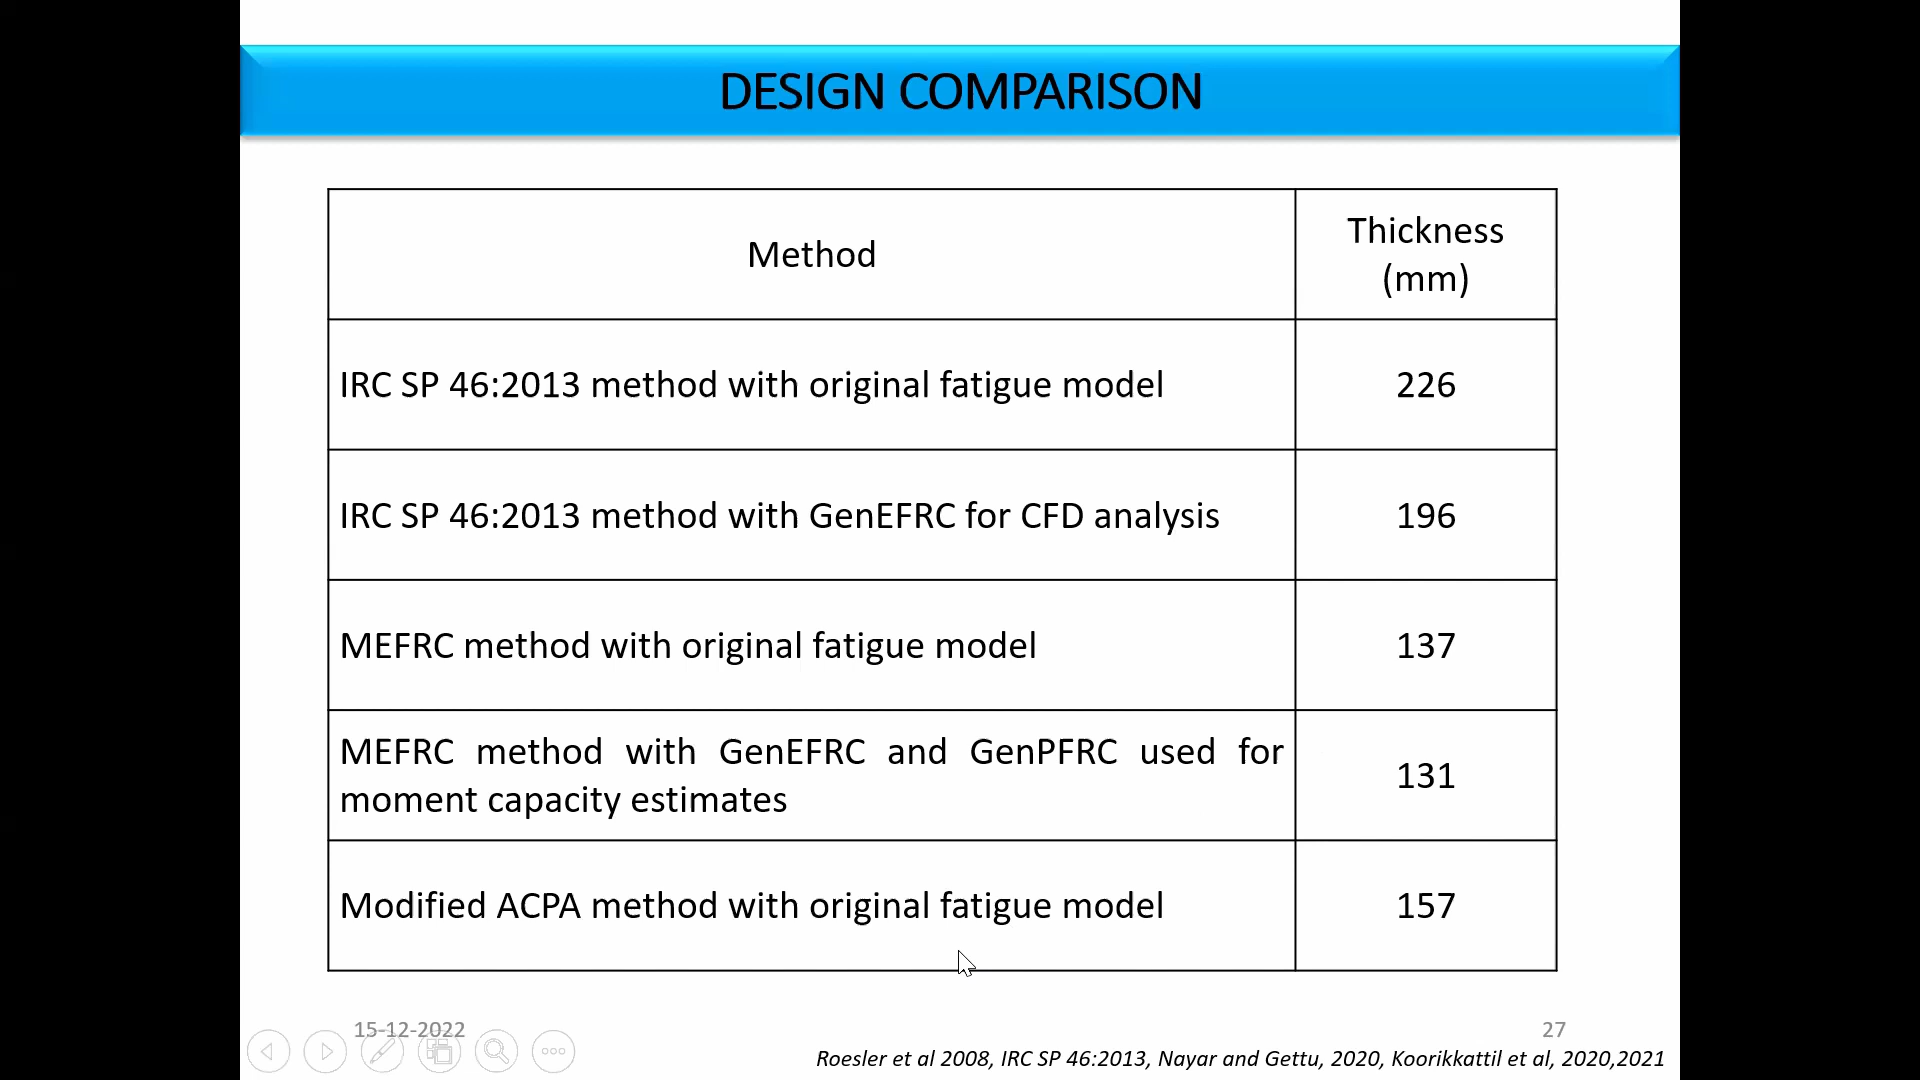 DESIGN COMPARISON
Method
Thickness
(mm)
IRC SP 46:2013 method with original fatigue model
226
IRC SP 46:2013 method with GenEFRC for CFD analysis
196
MEFRC method with original fatigue model
137
MEFRC method with GenEFRC and GenPFRC used for
moment capacity estimates
131
Modified ACPA method with original fatigue model
157
15-12-2022
27
Roesler et al 2008, IRC SP 46:2013, Nayar and Gettu, 2020, Koorikkattil et al, 2020,2021